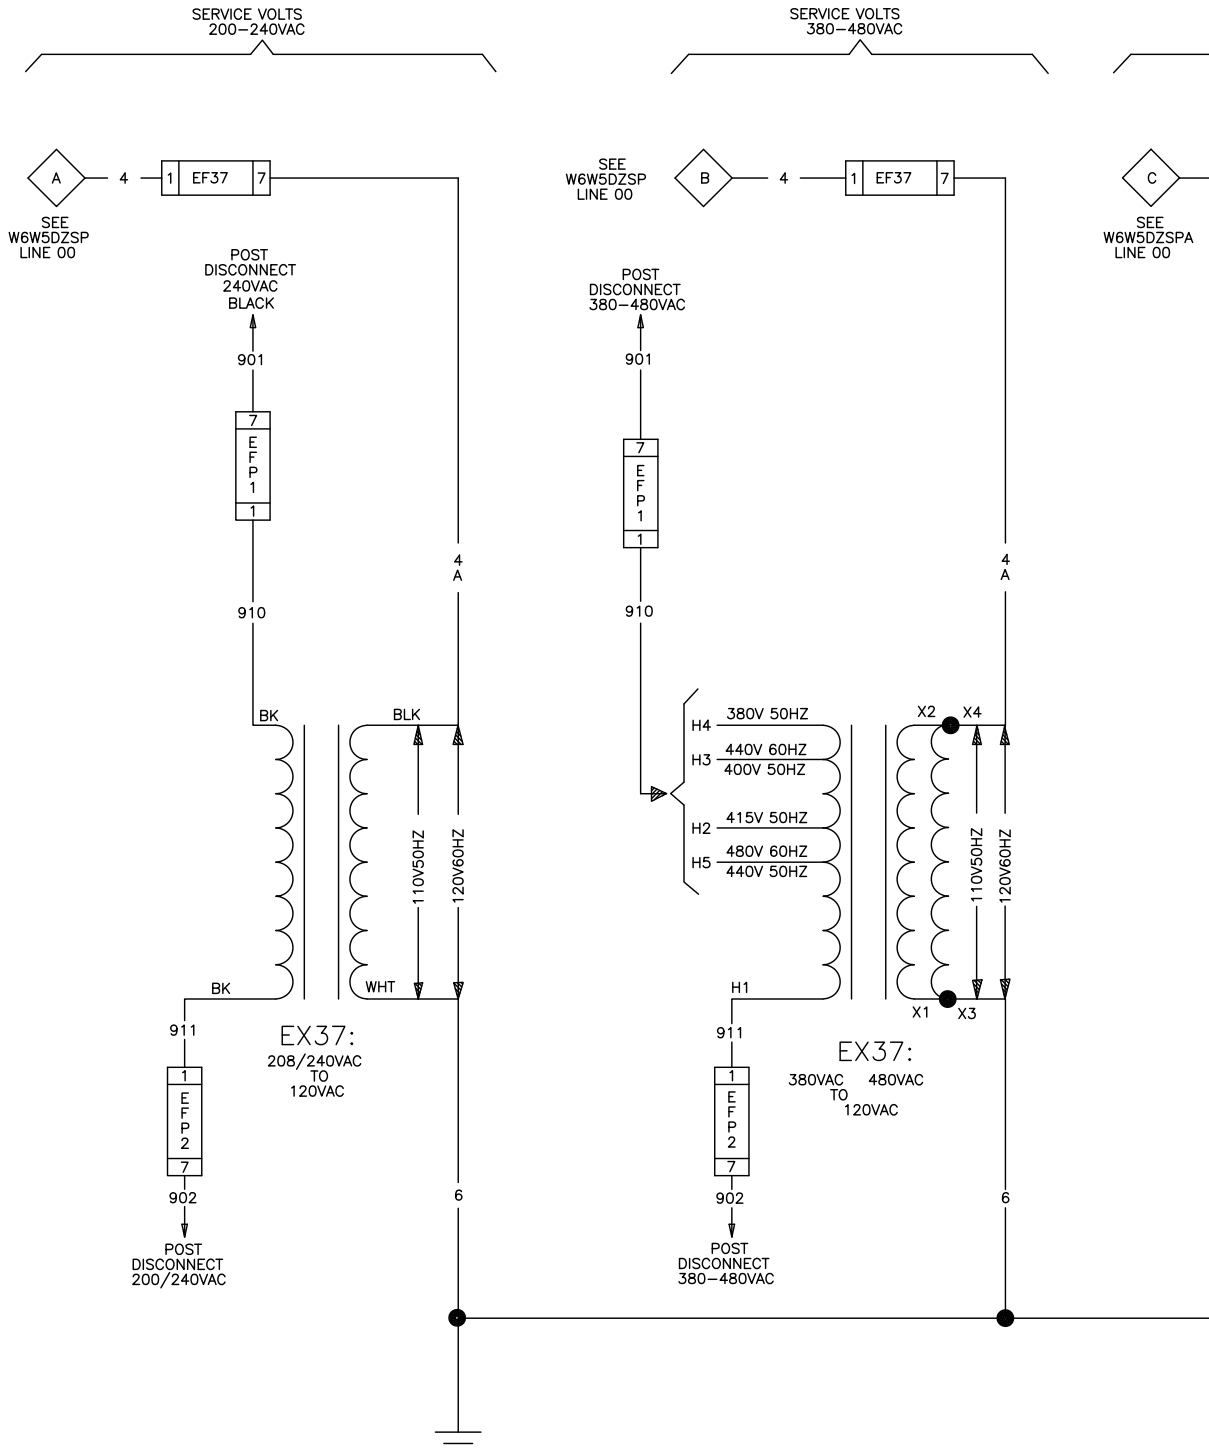 SERVICE VOLTS
200-240VAC
A
4
1
EF37
7
SEE
W6W5DZSP
LINE 00
POST
DISCONNECT
240VAC
BLACK
901
7
E
F
P
1
1
910
4
A
BK
BLK
110V50HZ
120V60HZ
BK
WHT
911
EX37:
208/240VAC
TO
120VAC
1
E
F
P
2
7
902
POST
DISCONNECT
200/240VAC
6
SERVICE VOLTS
380-480VAC
SEE
W6W5DZSP
LINE 00
B
4
1
EF37
7
POST
DISCONNECT
380-480VAC
901
7
E
F
P
1
1
910
4
A
H4
380V 50HZ
H3
440V 60HZ
400V 50HZ
H2
415V 50HZ
H5
480V 60HZ
440V 50HZ
X2
X4
110V50HZ
120V60HZ
H1
X1
X3
911
EX37:
380VAC 480VAC
TO
120VAC
1
E
F
P
2
7
902
POST
DISCONNECT
380-480VAC
6
C
SEE
W6W5DZSPA
LINE 00